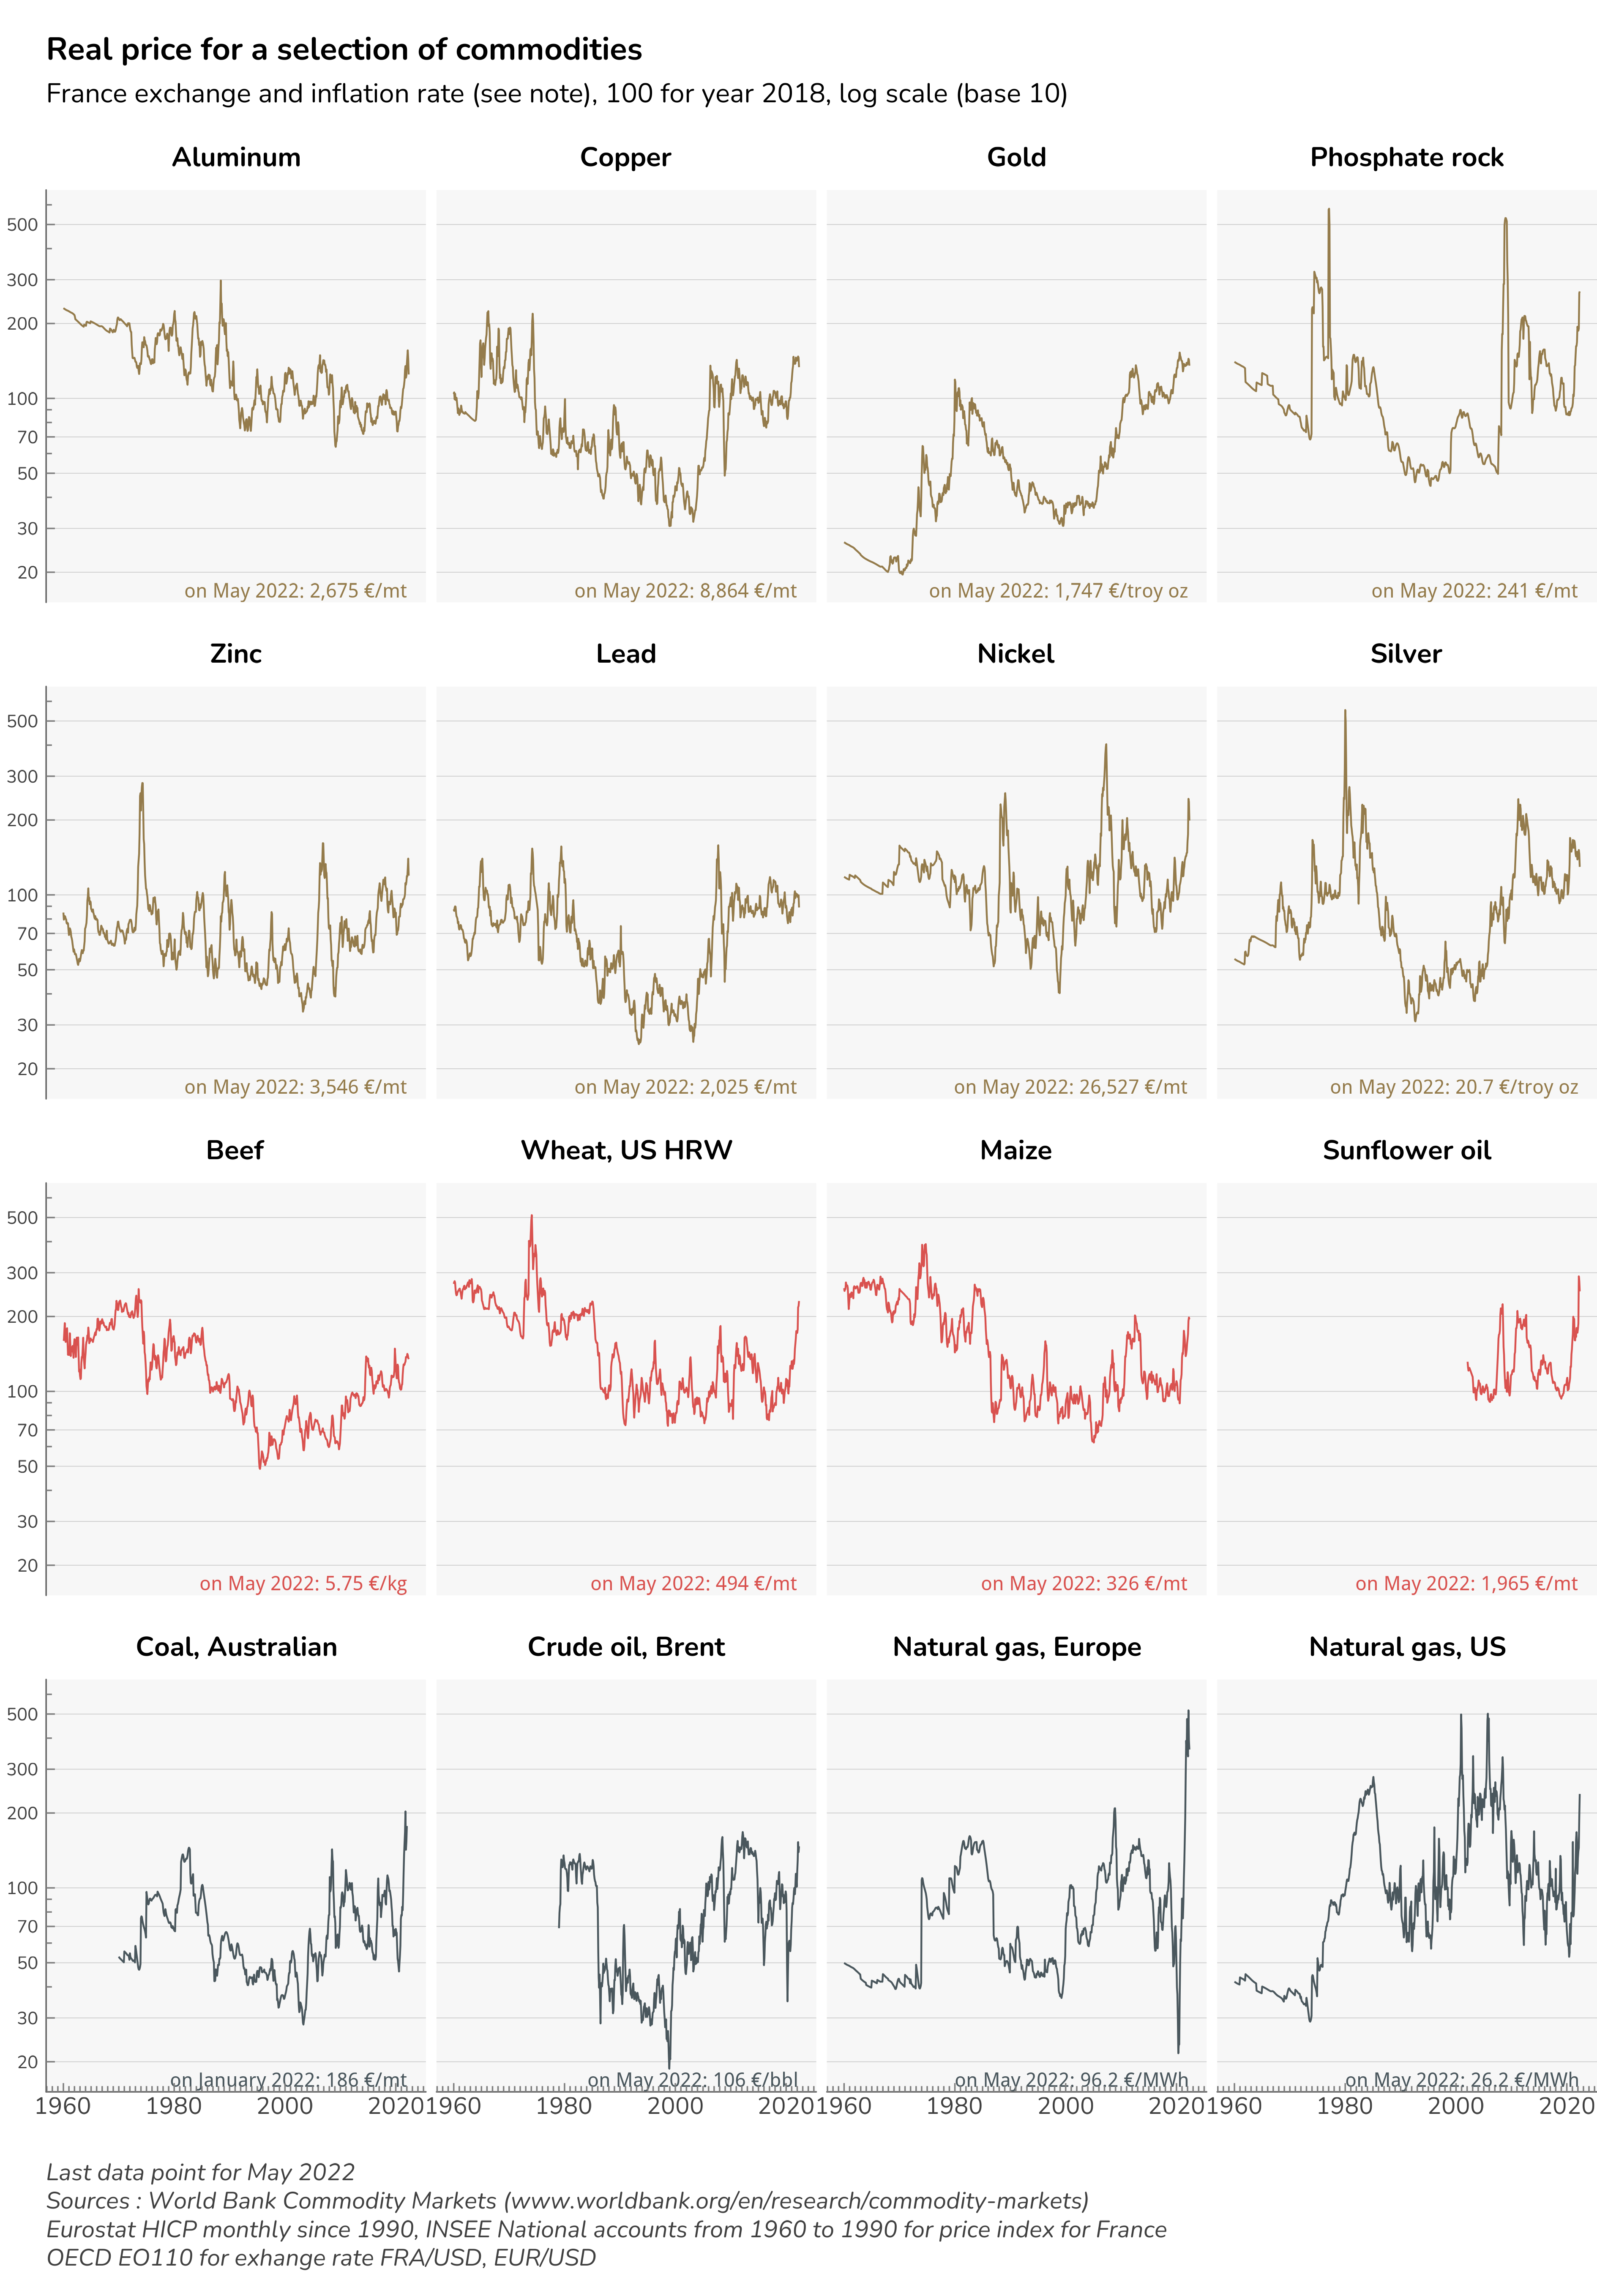 Real price for a selection of commodities
France exchange and inflation rate (see note), 100 for year 2018, log scale (base 10)
Aluminum Copper Gold Phosphate rock
500
300
200
100
70
50
30
20
on May 2022: 2,675 €/mt on May 2022: 8,864 €/mt on May 2022: 1,747 €/troy oz on May 2022: 241 €/mt
Zinc Lead Nickel Silver
500
300
200
100
70
50
30
20
on May 2022: 3,546 €/mt on May 2022: 2,025 €/mt on May 2022: 26,527 €/mt on May 2022: 20.7 €/troy oz
Beef Wheat, US HRW Maize Sunflower oil
500
300
200
100
70
50
30
20
on May 2022: 5.75 €/kg on May 2022: 494 €/mt on May 2022: 326 €/mt on May 2022: 1,965 €/mt
Coal, Australian Crude oil, Brent Natural gas, Europe Natural gas, US
500
300
200
100
70
50
30
20
on January 2022: 186 €/mt on May 2022: 106 €/bbl on May 2022: 96.2 €/MWh on May 2022: 26.2 €/MWh
1960 1980 2000 2020 1960 1980 2000 2020 1960 1980 2000 2020 1960 1980 2000 2020
Last data point for May 2022
Sources : World Bank Commodity Markets (www.worldbank.org/en/research/commodity-markets)
Eurostat HICP monthly since 1990, INSEE National accounts from 1960 to 1990 for price index for France
OECD EO110 for exhange rate FRA/USD, EUR/USD